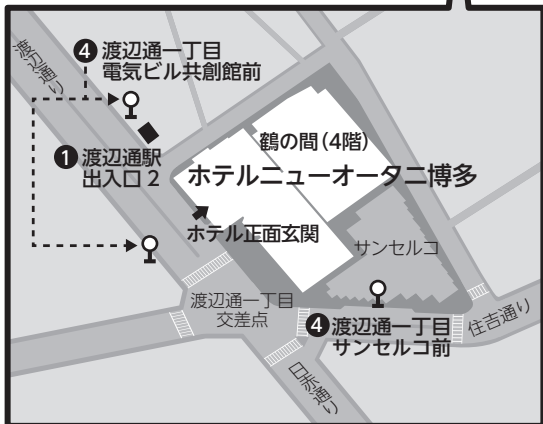 渡辺通り
❹ 渡辺通一丁目
電気ビル共創館前
❶ 渡辺通駅
出入口 2
鶴の間(4階)
ホテルニューオータニ博多
ホテル正面玄関
サンセルコ
渡辺通一丁目
交差点
❹ 渡辺通一丁目
サンセルコ前
住吉通り
日赤通り